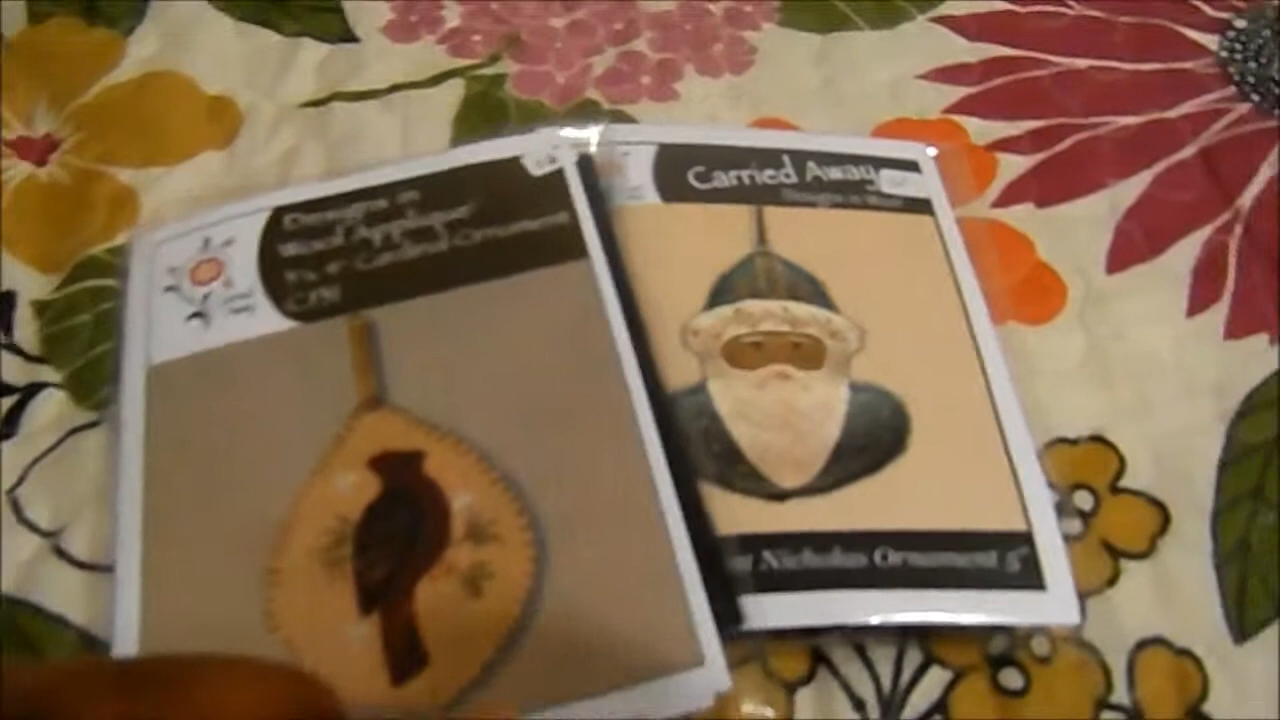 Designs in
Wool Applique
Cardinal Ornament
Carried Away
Designs in Wool
Nicholas Ornament 5"